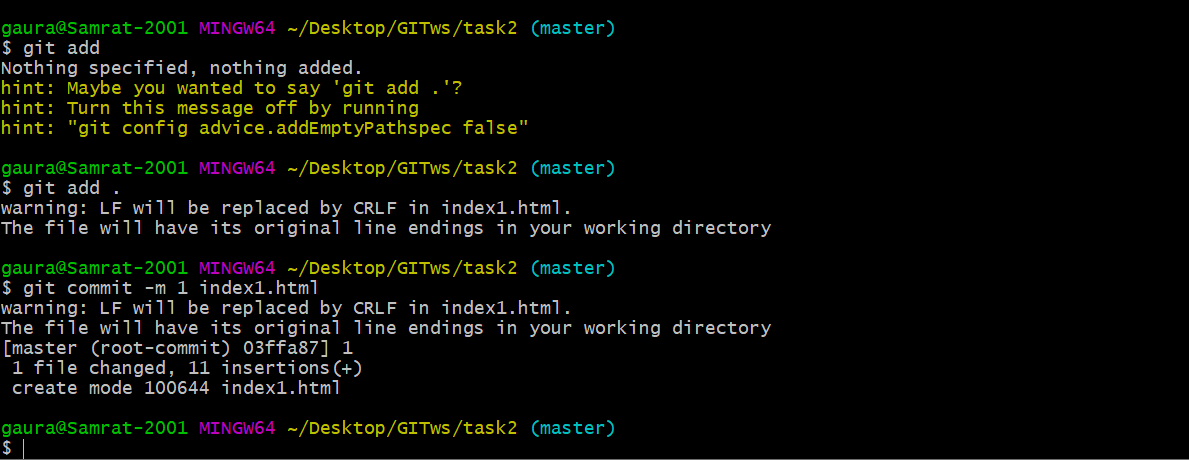 gaura@Samrat-2001 MINGW64 ~/Desktop/GITws/task2 (master)
$ git add
Nothing specified, nothing added.
hint: Maybe you wanted to say 'git add .'?
hint: Turn this message off by running
hint: "git config advice.addEmptyPathspec false"
gaura@Samrat-2001 MINGW64 ~/Desktop/GITws/task2 (master)
$ git add .
warning: LF will be replaced by CRLF in index1.html.
The file will have its original line endings in your working directory
gaura@Samrat-2001 MINGW64 ~/Desktop/GITws/task2 (master)
$ git commit -m 1 index1.html
warning: LF will be replaced by CRLF in index1.html.
The file will have its original line endings in your working directory
[master (root-commit) 03ffa87] 1
 1 file changed, 11 insertions(+)
 create mode 100644 index1.html
gaura@Samrat-2001 MINGW64 ~/Desktop/GITws/task2 (master)
$